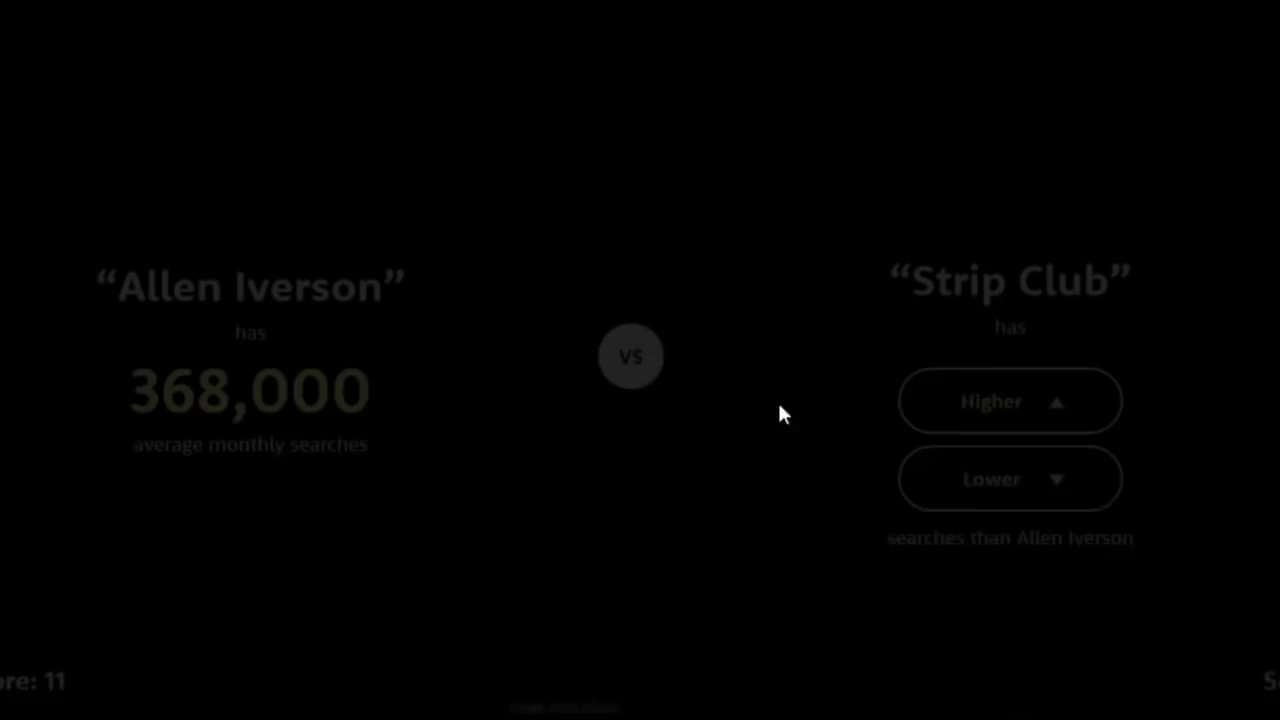 “Allen Iverson”
has
368,000
average monthly searches
VS
“Strip Club”
has
Higher
Lower
searches than Allen Iverson
ore: 11
S